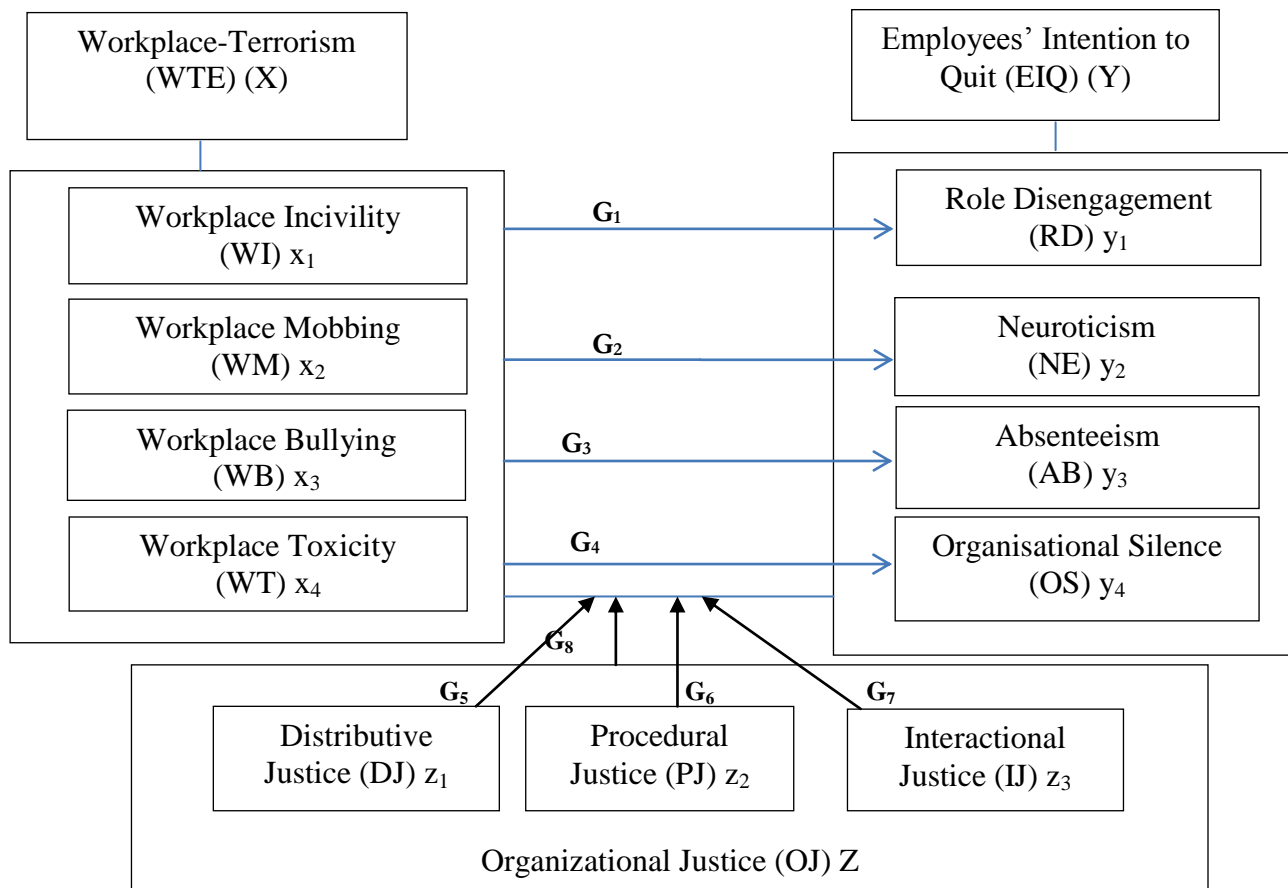 Workplace-Terrorism
(WTE) (X)
Employees’ Intention to
Quit (EIQ) (Y)
Workplace Incivility
(WI) x₁
G₁
Role Disengagement
(RD) y₁
Workplace Mobbing
(WM) x₂
G₂
Neuroticism
(NE) y₂
Workplace Bullying
(WB) x₃
G₃
Absenteeism
(AB) y₃
Workplace Toxicity
(WT) x₄
G₄
Organisational Silence
(OS) y₄
G₈
G₅
G₆
G₇
Distributive
Justice (DJ) z₁
Procedural
Justice (PJ) z₂
Interactional
Justice (IJ) z₃
Organizational Justice (OJ) Z